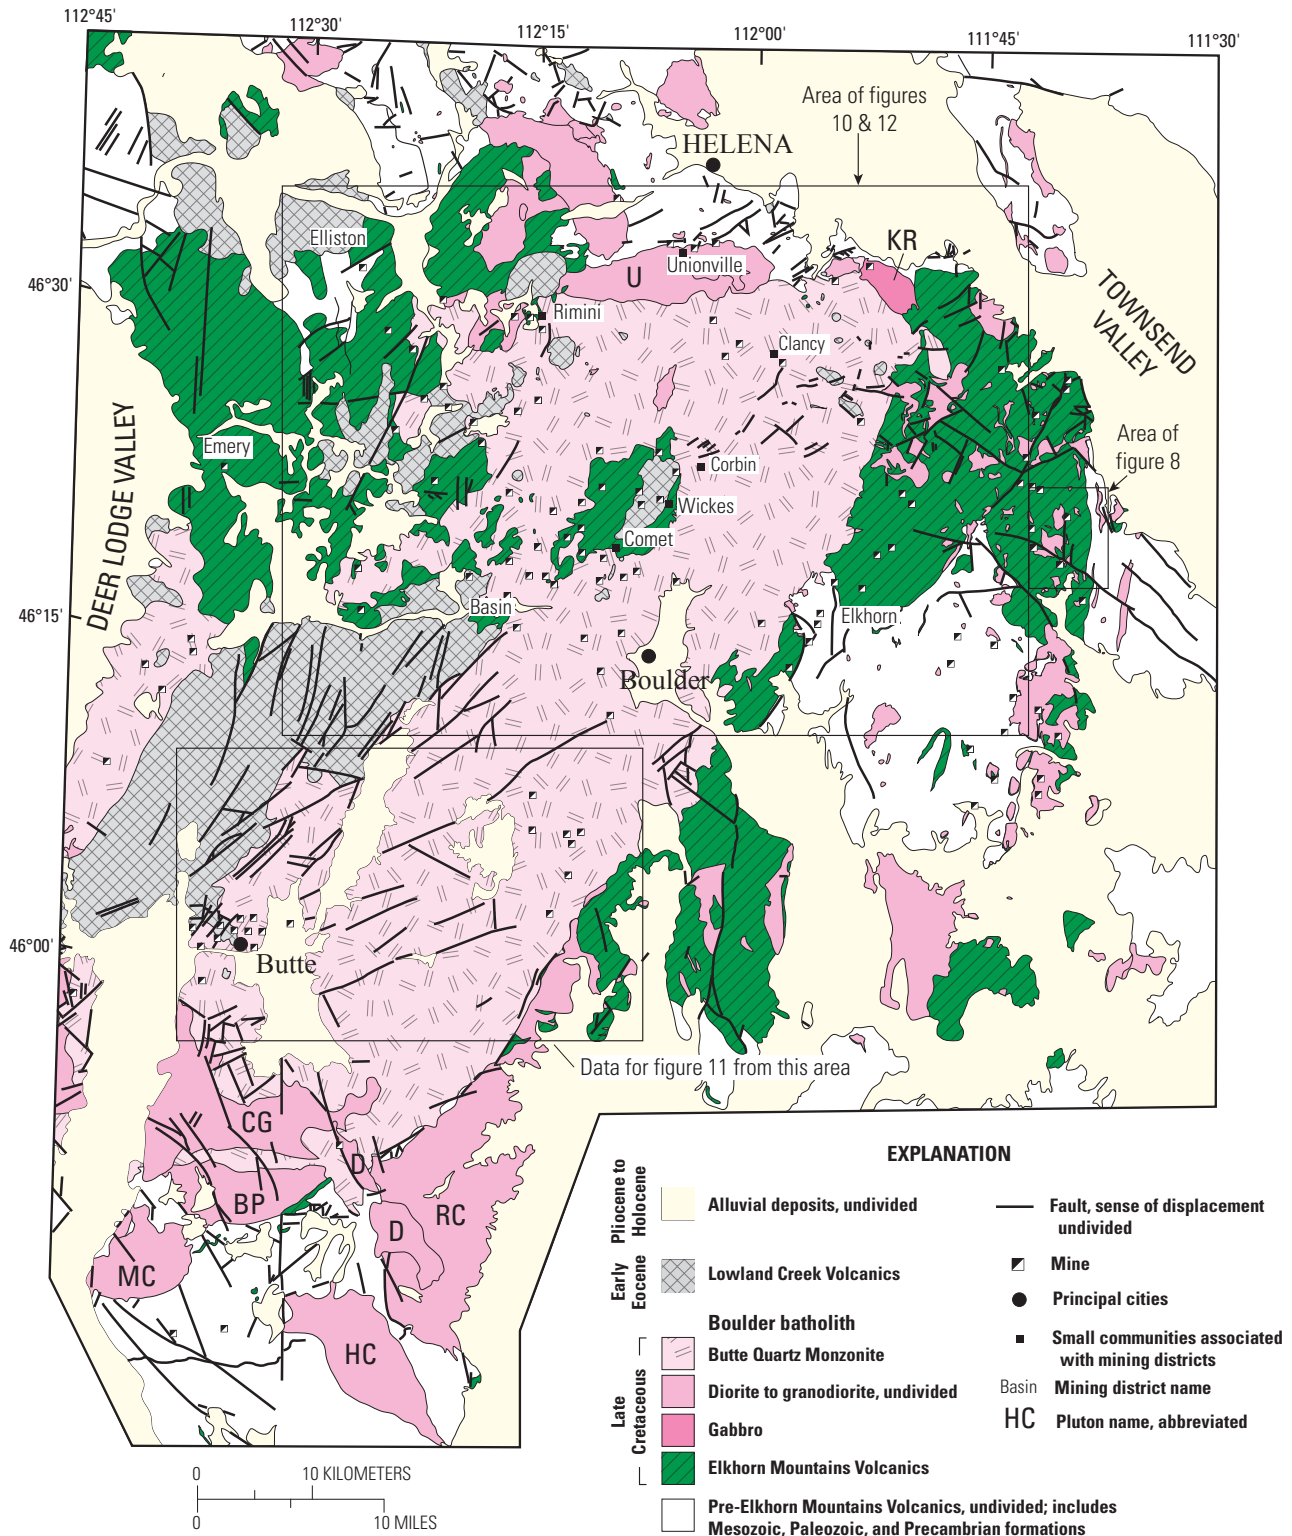 112°45'
112°30'
112°15'
112°00'
111°45'
111°30'
Area of figures
10 & 12
HELENA
KR
Elliston
Unionville
U
46°30'
TOWNSEND
VALLEY
Rimini
Clancy
DEER LODGE VALLEY
Emery
Area of
figure 8
Corbin
Wickes
Comet
Basin
46°15'
Elkhorn
Boulder
46°00'
Butte
Data for figure 11 from this area
CG
D
BP
RC
D
MC
HC
EXPLANATION
Pliocene to
Holocene
Alluvial deposits, undivided
Early
Eocene
Lowland Creek Volcanics
Boulder batholith
Late
Cretaceous
Butte Quartz Monzonite
Diorite to granodiorite, undivided
Gabbro
Elkhorn Mountains Volcanics
Pre-Elkhorn Mountains Volcanics, undivided; includes
Mesozoic, Paleozoic, and Precambrian formations
Fault, sense of displacement
undivided
Mine
Principal cities
Small communities associated
with mining districts
Basin Mining district name
HC Pluton name, abbreviated
0 10 KILOMETERS
0 10 MILES